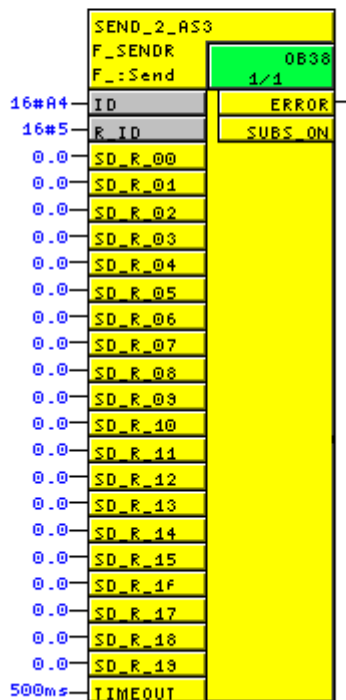 SEND_2_AS3
F_SENDR
F_:Send
OB38
1/1
16#A4 ID ERROR
16#5 R_ID SUBS_ON
0.0 SD_R_00
0.0 SD_R_01
0.0 SD_R_02
0.0 SD_R_03
0.0 SD_R_04
0.0 SD_R_05
0.0 SD_R_06
0.0 SD_R_07
0.0 SD_R_08
0.0 SD_R_09
0.0 SD_R_10
0.0 SD_R_11
0.0 SD_R_12
0.0 SD_R_13
0.0 SD_R_14
0.0 SD_R_15
0.0 SD_R_1f
0.0 SD_R_17
0.0 SD_R_18
0.0 SD_R_19
500ms TIMEOUT